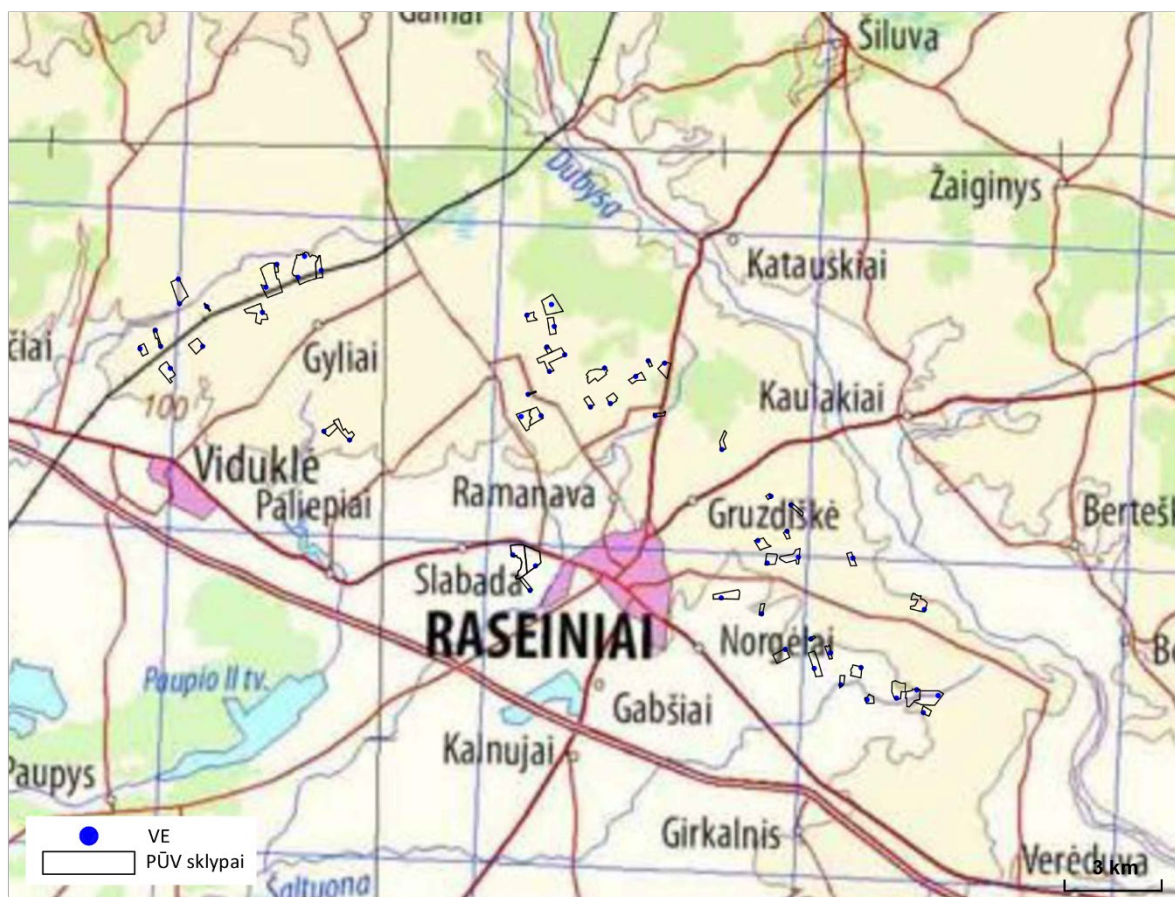 Šiluva
Dubysa
Žaiginys
Katauskiai
čiai
Gyliai
100
Kaulakiai
Viduklė
Paliepiai
Ramanava
Gruzdiškė
Slabada
RASEINIAI
Norgėlai
Paupio II tv.
Gabšiai
Kalnujai
Paupys
VE
PŪV sklypai
Girkalnis
Šaltuona
Verėduva
3 km